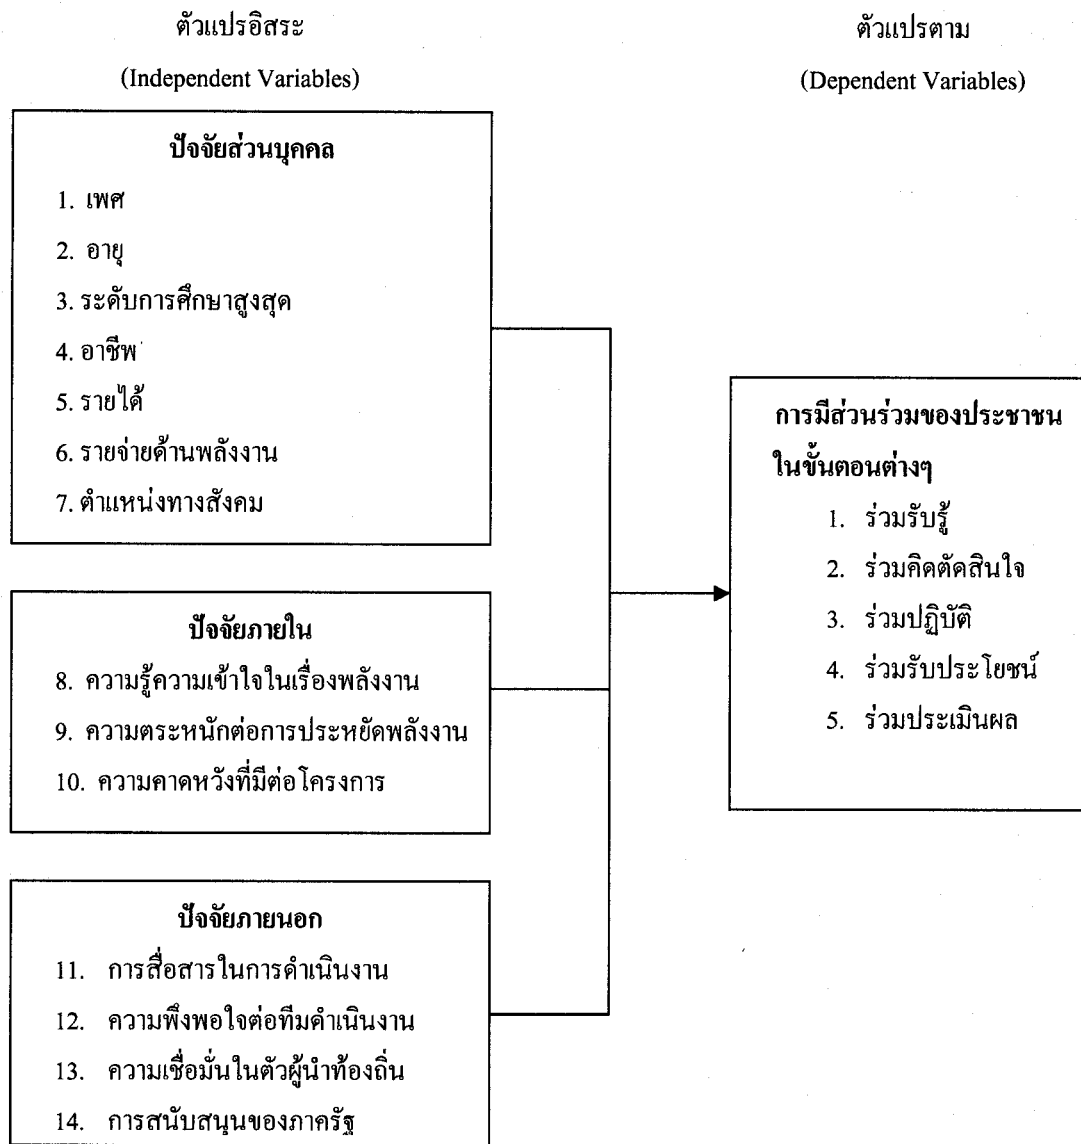 ตัวแปรอิสระ
(Independent Variables)
ตัวแปรตาม
(Dependent Variables)
ปัจจัยส่วนบุคคล
1. เพศ
2. อายุ
3. ระดับการศึกษาสูงสุด
4. อาชีพ
5. รายได้
6. รายจ่ายด้านพลังงาน
7. ตำแหน่งทางสังคม
ปัจจัยภายใน
8. ความรู้ความเข้าใจในเรื่องพลังงาน
9. ความตระหนักต่อการประหยัดพลังงาน
10. ความคาดหวังที่มีต่อโครงการ
ปัจจัยภายนอก
11. การสื่อสารในการดำเนินงาน
12. ความพึงพอใจต่อทีมดำเนินงาน
13. ความเชื่อมั่นในตัวผู้นำท้องถิ่น
14. การสนับสนุนของภาครัฐ
การมีส่วนร่วมของประชาชน
ในขั้นตอนต่างๆ
1. ร่วมรับรู้
2. ร่วมคิดตัดสินใจ
3. ร่วมปฏิบัติ
4. ร่วมรับประโยชน์
5. ร่วมประเมินผล